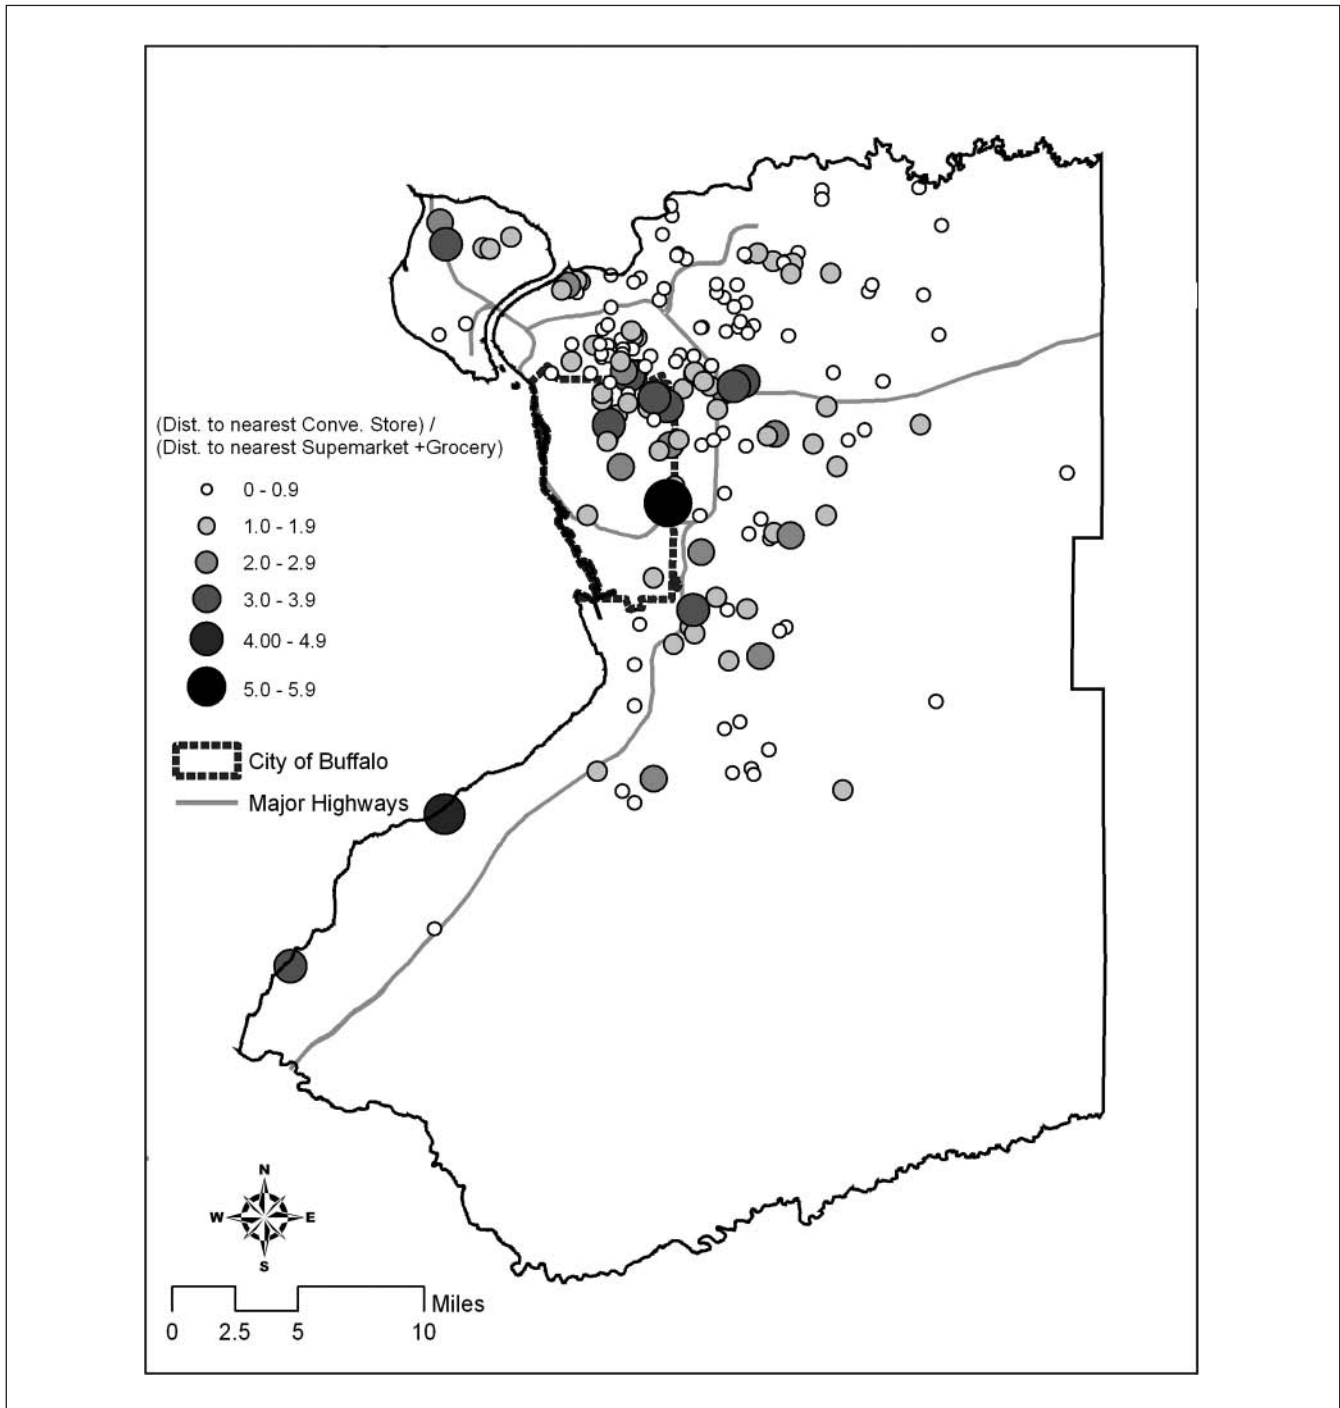 (Dist. to nearest Conve. Store) /
(Dist. to nearest Supemarket +Grocery)
0 - 0.9
1.0 - 1.9
2.0 - 2.9
3.0 - 3.9
4.00 - 4.9
5.0 - 5.9
City of Buffalo
Major Highways
N
W E
S
Miles
0 2.5 5 10